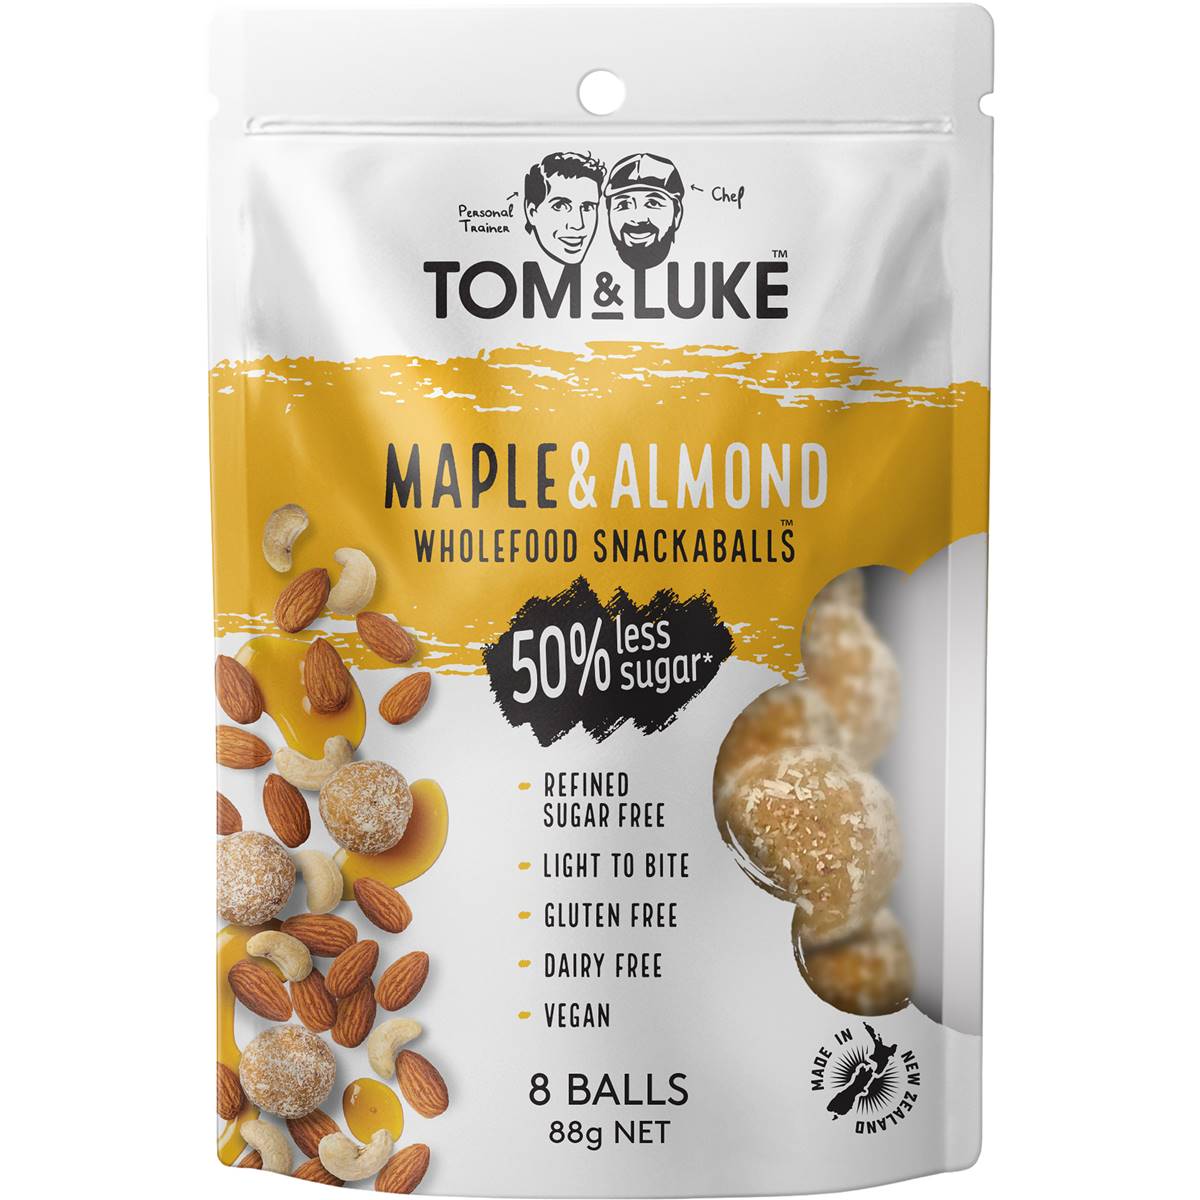 Personal
Trainer
Chef
TOM & LUKE™
MAPLE & ALMOND
WHOLEFOOD SNACKABALLS™
50% less
sugar*
- REFINED
SUGAR FREE
- LIGHT TO BITE
- GLUTEN FREE
- DAIRY FREE
- VEGAN
8 BALLS
88g NET
MADE IN
NEW ZEALAND